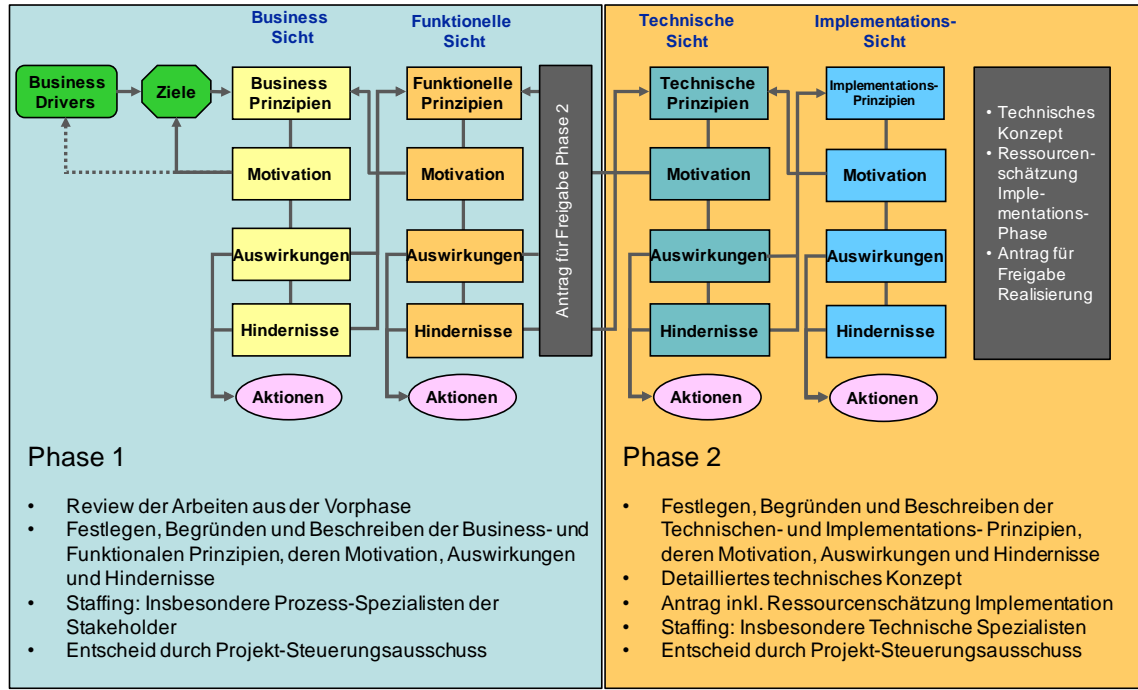 Business
Sicht
Funktionelle
Sicht
Technische
Sicht
Implementations-
Sicht
Business
Drivers
Ziele
Business
Prinzipien
Motivation
Auswirkungen
Hindernisse
Aktionen
Funktionelle
Prinzipien
Motivation
Auswirkungen
Hindernisse
Aktionen
Antrag für Freigabe Phase 2
Technische
Prinzipien
Motivation
Auswirkungen
Hindernisse
Aktionen
Implementations-
Prinzipien
Motivation
Auswirkungen
Hindernisse
Aktionen
• Technisches
Konzept
• Ressourcen-
schätzung
Imple-
mentations-
Phase
• Antrag für
Freigabe
Realisierung
Phase 1
• Review der Arbeiten aus der Vorphase
• Festlegen, Begründen und Beschreiben der Business- und
Funktionalen Prinzipien, deren Motivation, Auswirkungen
und Hindernisse
• Staffing: Insbesondere Prozess-Spezialisten der
Stakeholder
• Entscheid durch Projekt-Steuerungsausschuss
Phase 2
• Festlegen, Begründen und Beschreiben der
Technischen- und Implementations- Prinzipien,
deren Motivation, Auswirkungen und Hindernisse
• Detailliertes technisches Konzept
• Antrag inkl. Ressourcenschätzung Implementation
• Staffing: Insbesondere Technische Spezialisten
• Entscheid durch Projekt-Steuerungsausschuss